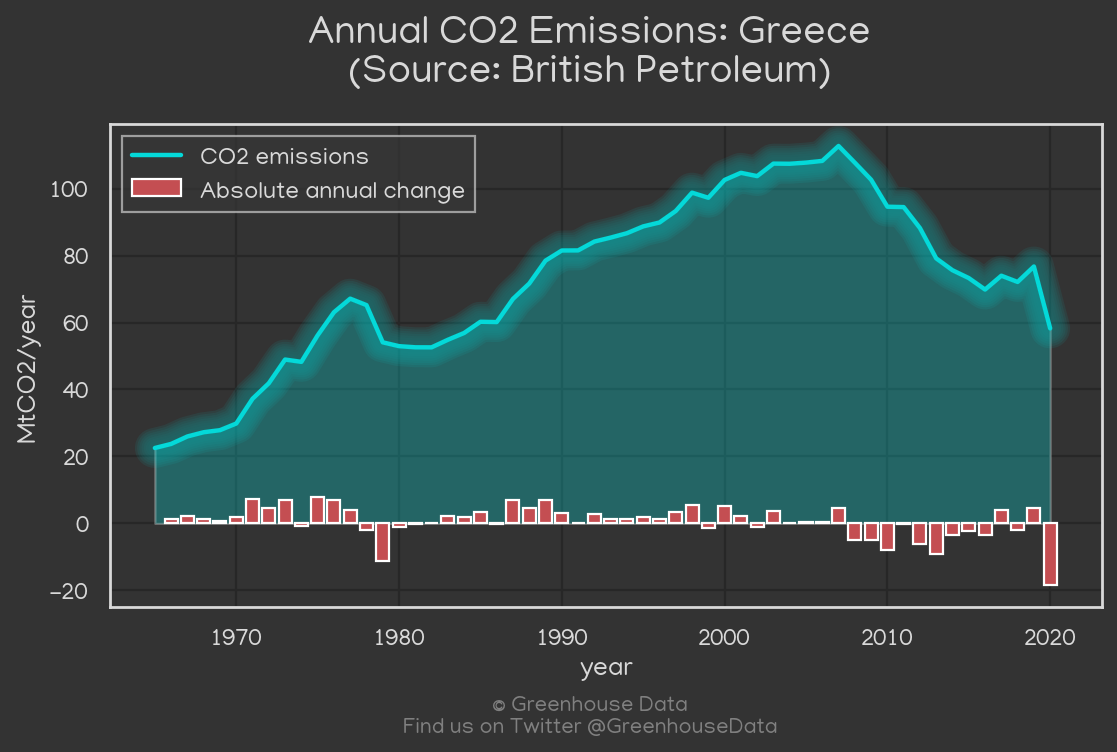 Annual CO2 Emissions: Greece
(Source: British Petroleum)
CO2 emissions
Absolute annual change
MtCO2/year
100
80
60
40
20
0
−20
1970 1980 1990 2000 2010 2020
year
© Greenhouse Data
Find us on Twitter @GreenhouseData